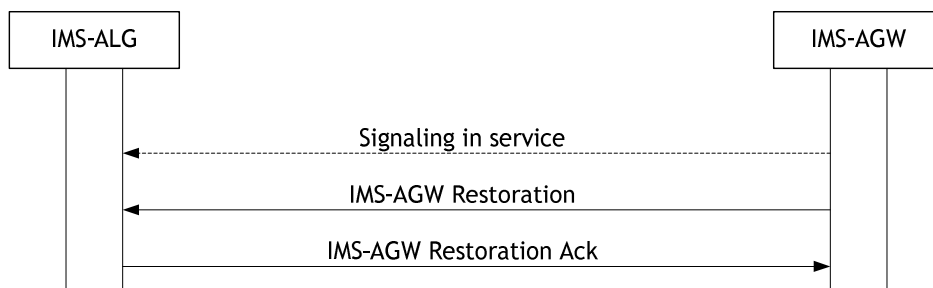 IMS-ALG
IMS-AGW
Signaling in service
IMS-AGW Restoration
IMS-AGW Restoration Ack